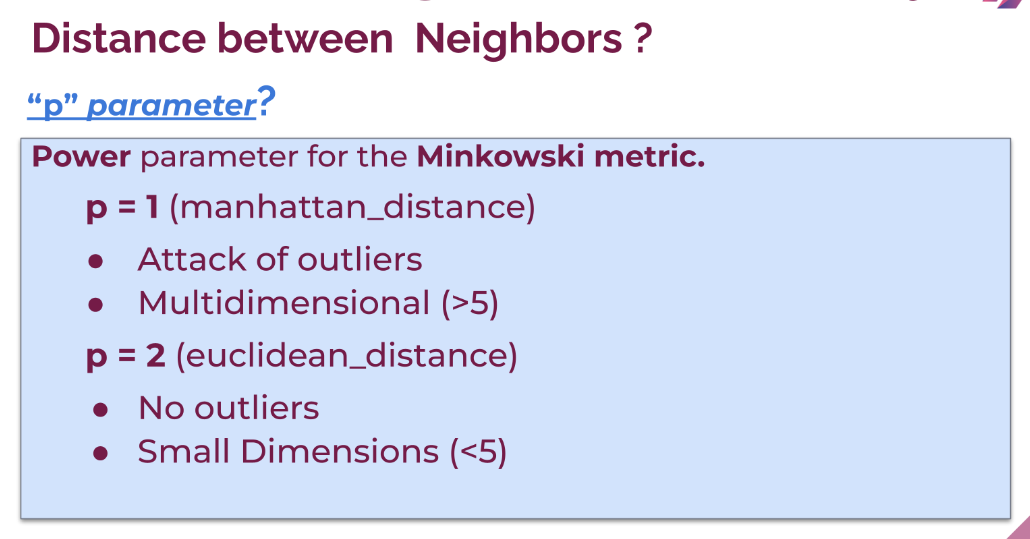 Distance between Neighbors ?
“p” parameter?
Power parameter for the Minkowski metric.
p = 1 (manhattan_distance)
● Attack of outliers
● Multidimensional (>5)
p = 2 (euclidean_distance)
● No outliers
● Small Dimensions (<5)